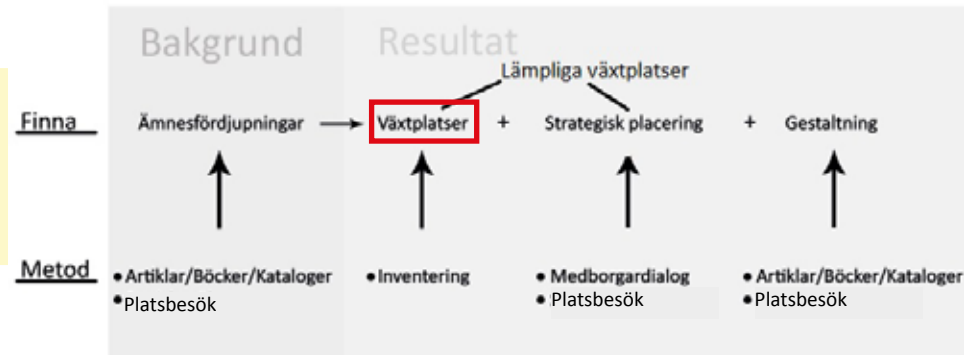 Bakgrund Resultat
Lämpliga växtplatser
Finna Ämnesfördjupningar Växtplatser + Strategisk placering + Gestaltning
Metod • Artiklar/Böcker/Kataloger • Inventering • Medborgardialog • Artiklar/Böcker/Kataloger
• Platsbesök • Platsbesök • Platsbesök